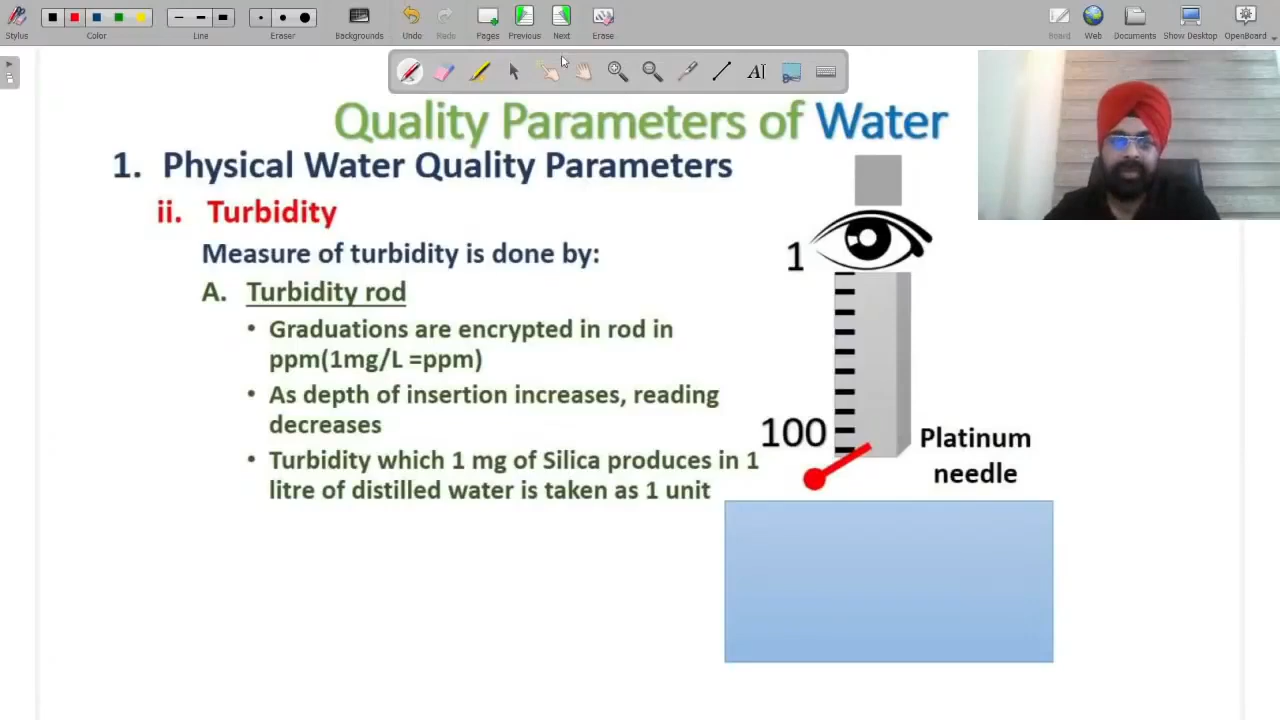 Stylus
Color
Line
Eraser
Backgrounds
Undo
Redo
Pages
Previous
Next
Erase
Board
Web
Documents
Show Desktop
OpenBoard
Quality Parameters of Water
1. Physical Water Quality Parameters
ii. Turbidity
Measure of turbidity is done by:
A. Turbidity rod
• Graduations are encrypted in rod in
ppm(1mg/L =ppm)
• As depth of insertion increases, reading
decreases
• Turbidity which 1 mg of Silica produces in 1
litre of distilled water is taken as 1 unit
1
100
Platinum
needle